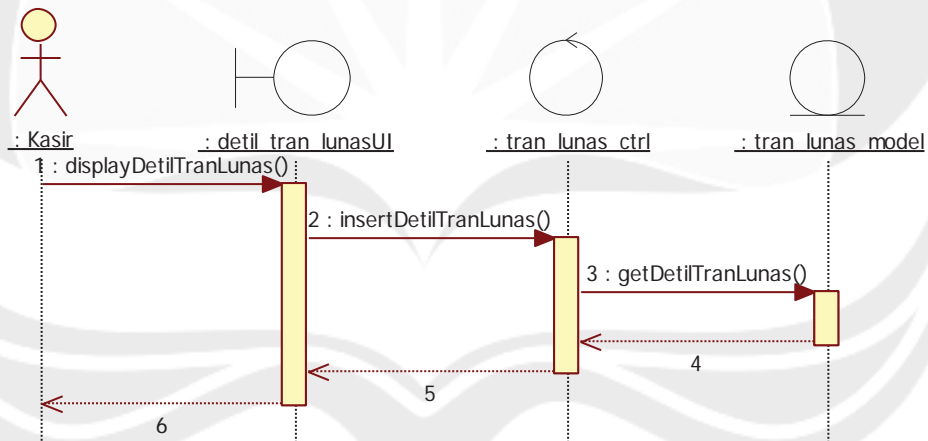 : Kasir
: detil_tran_lunasUI
: tran_lunas_ctrl
: tran_lunas_model
1 : displayDetilTranLunas()
2 : insertDetilTranLunas()
3 : getDetilTranLunas()
4
5
6